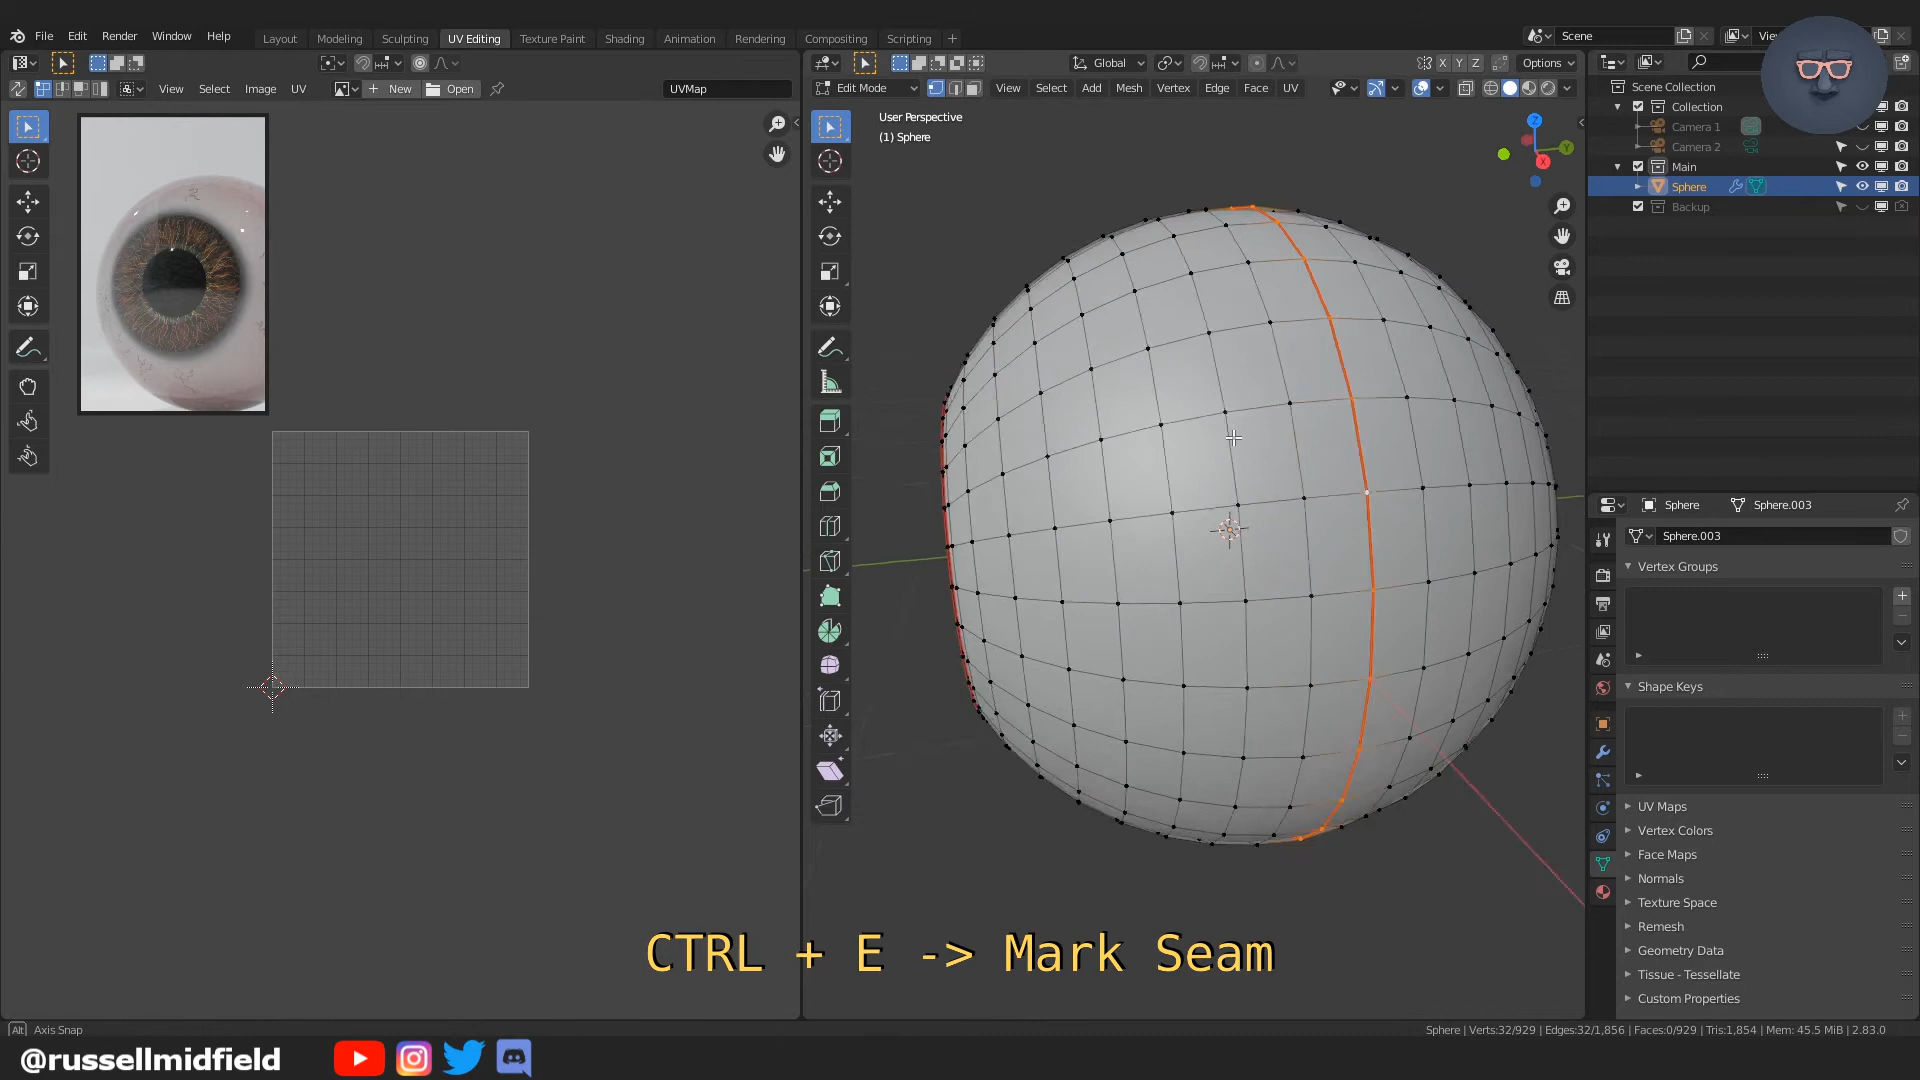 File Edit Render Window Help Layout Modeling Sculpting UV Editing Texture Paint Shading Animation Rendering Compositing Scripting + Scene
Global X Y Z Options
View Select Image UV New Open UVMap Edit Mode View Select Add Mesh Vertex Edge Face UV
Scene Collection
Collection
Camera 1
Camera 2
Main
Sphere
Backup
User Perspective
(1) Sphere
Z
Y
X
Sphere Sphere.003
Sphere.003
Vertex Groups
Shape Keys
UV Maps
Vertex Colors
Face Maps
Normals
Texture Space
Remesh
Geometry Data
Tissue - Tessellate
Custom Properties
CTRL + E -> Mark Seam
Alt Axis Snap
Sphere | Verts:32/929 | Edges:32/1,856 | Faces:0/929 | Tris:1,854 | Mem: 45.5 MiB | 2.83.0
@russellmidfield